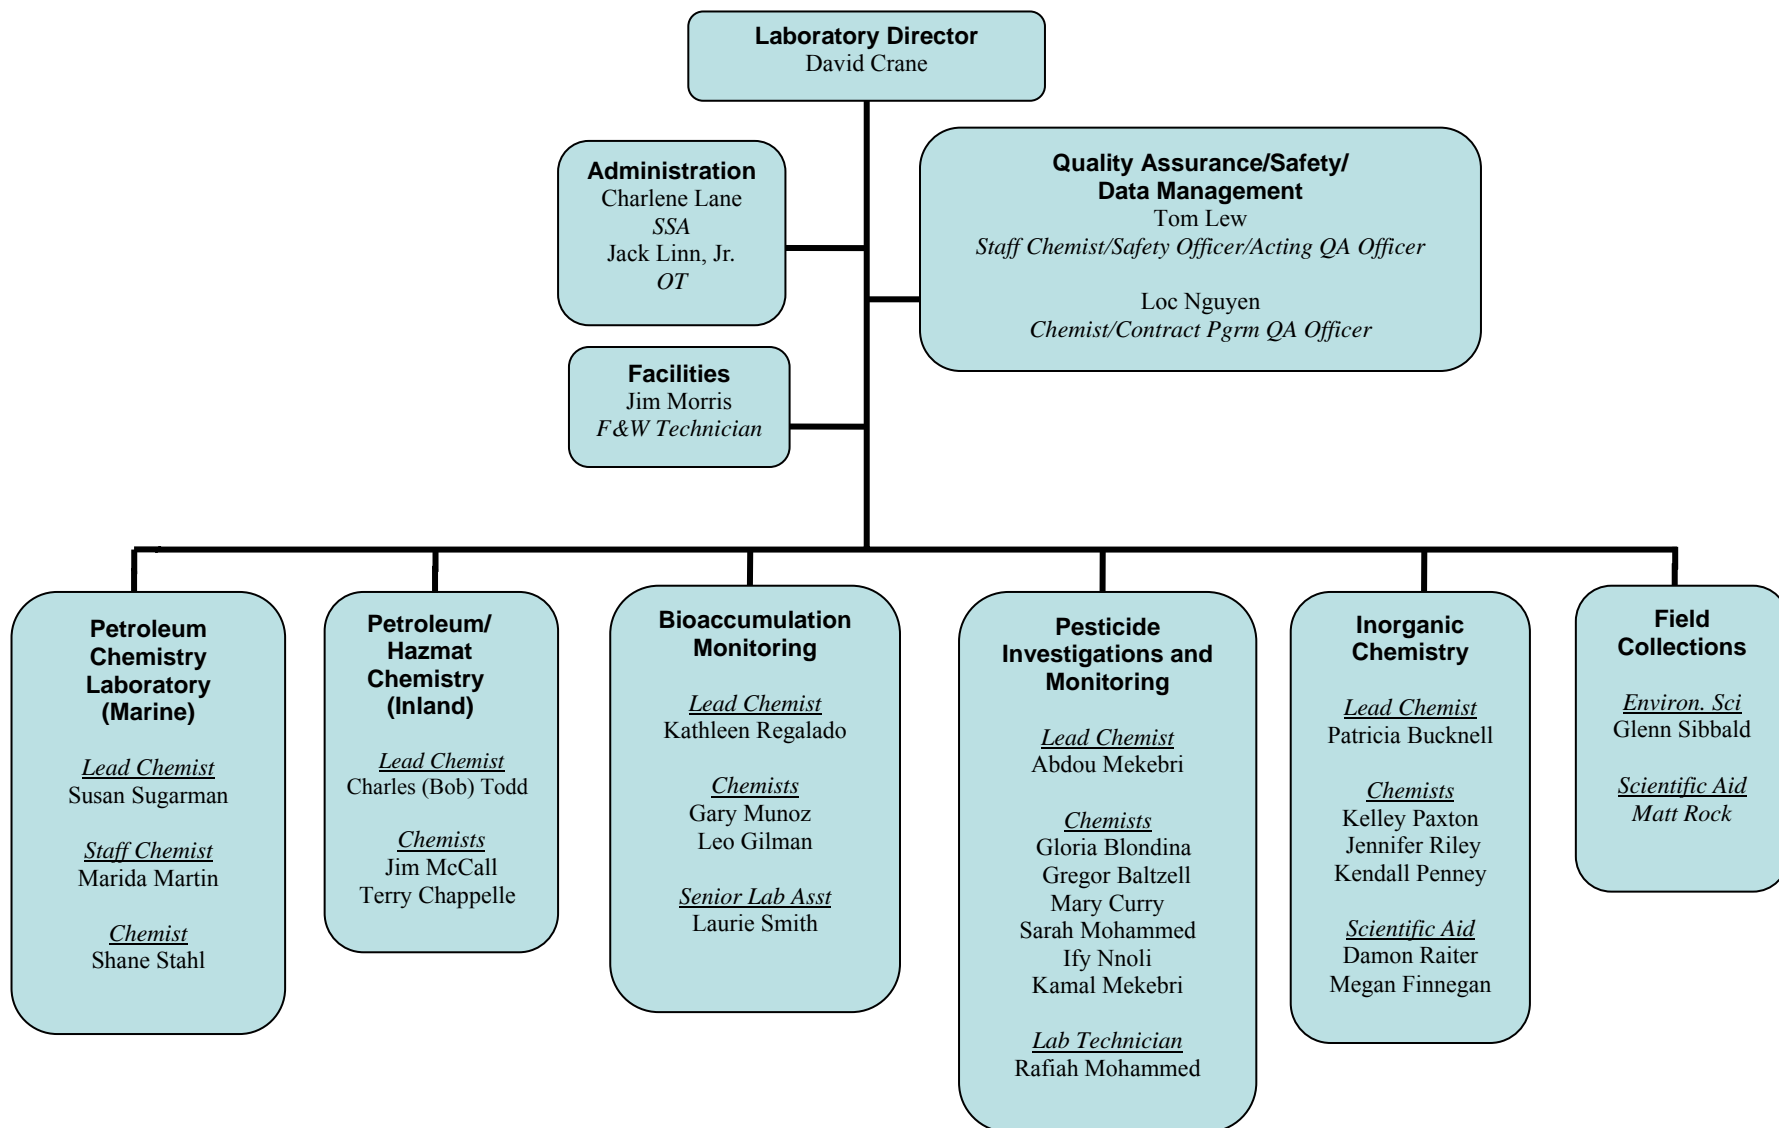 Laboratory Director
David Crane
Administration
Charlene Lane
SSA
Jack Linn, Jr.
OT
Quality Assurance/Safety/
Data Management
Tom Lew
Staff Chemist/Safety Officer/Acting QA Officer
Loc Nguyen
Chemist/Contract Pgrm QA Officer
Facilities
Jim Morris
F&W Technician
Petroleum
Chemistry
Laboratory
(Marine)
Lead Chemist
Susan Sugarman
Staff Chemist
Marida Martin
Chemist
Shane Stahl
Petroleum/
Hazmat
Chemistry
(Inland)
Lead Chemist
Charles (Bob) Todd
Chemists
Jim McCall
Terry Chappelle
Bioaccumulation
Monitoring
Lead Chemist
Kathleen Regalado
Chemists
Gary Munoz
Leo Gilman
Senior Lab Asst
Laurie Smith
Pesticide
Investigations and
Monitoring
Lead Chemist
Abdou Mekebri
Chemists
Gloria Blondina
Gregor Baltzell
Mary Curry
Sarah Mohammed
Ify Nnoli
Kamal Mekebri
Lab Technician
Rafiah Mohammed
Inorganic
Chemistry
Lead Chemist
Patricia Bucknell
Chemists
Kelley Paxton
Jennifer Riley
Kendall Penney
Scientific Aid
Damon Raiter
Megan Finnegan
Field
Collections
Environ. Sci
Glenn Sibbald
Scientific Aid
Matt Rock